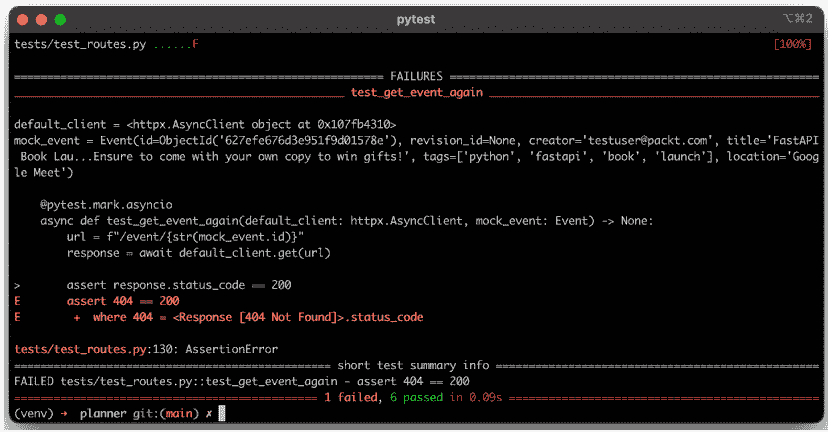 pytest
⌥⌘2
tests/test_routes.py ......F [100%]
=================================== FAILURES ===================================
___________________________________ test_get_event_again ___________________________________
default_client = <httpx.AsyncClient object at 0x107fb4310>
mock_event = Event(id=ObjectId('627efe676d3e951f9d01578e'), revision_id=None, creator='testuser@packt.com', title='FastAPI
Book Lau...Ensure to come with your own copy to win gifts!', tags=['python', 'fastapi', 'book', 'launch'], location='Goog
le Meet')
@pytest.mark.asyncio
async def test_get_event_again(default_client: httpx.AsyncClient, mock_event: Event) -> None:
url = f"/event/{str(mock_event.id)}"
response = await default_client.get(url)
> assert response.status_code == 200
E assert 404 == 200
E + where 404 = <Response [404 Not Found]>.status_code
tests/test_routes.py:130: AssertionError
=================================== short test summary info ===================================
FAILED tests/test_routes.py::test_get_event_again - assert 404 == 200
=================================== 1 failed, 6 passed in 0.09s ===================================
(venv) → planner git:(main) ✗